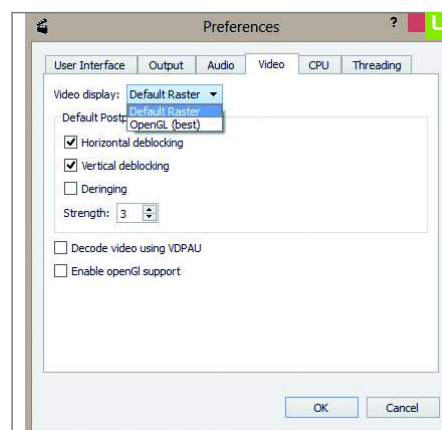 Preferences
?
User Interface Output Audio Video CPU Threading
Video display: Default Raster
Default Raster
OpenGL (best)
Default Postp
Horizontal deblocking
Vertical deblocking
Deringing
Strength: 3
Decode video using VDPAU
Enable openGl support
OK Cancel